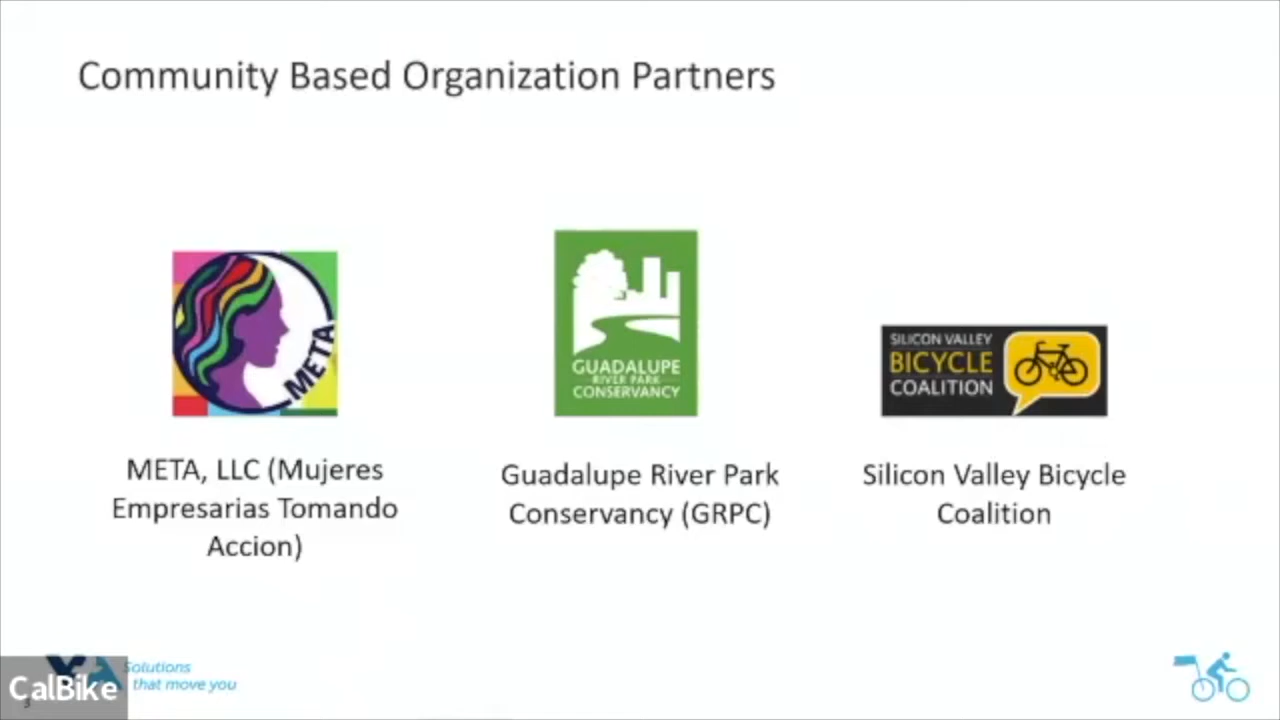 Community Based Organization Partners
META
GUADALUPE
RIVER PARK
CONSERVANCY
SILICON VALLEY
BICYCLE
COALITION
META, LLC (Mujeres
Empresarias Tomando
Accion)
Guadalupe River Park
Conservancy (GRPC)
Silicon Valley Bicycle
Coalition
Solutions
that move you
CalBike